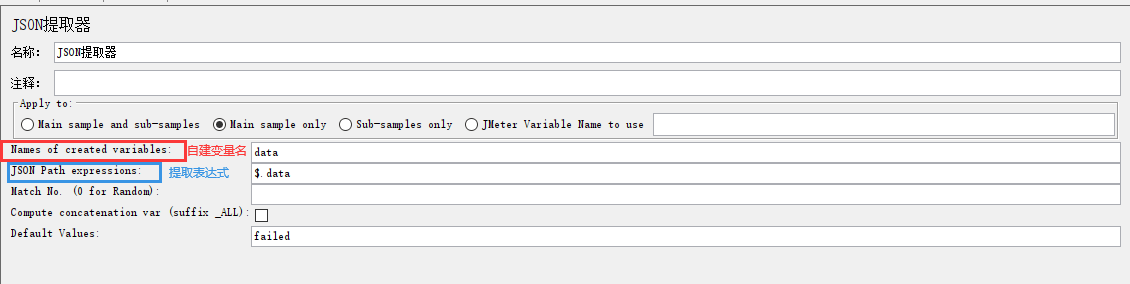 JSON提取器
名称: JSON提取器
注释:
Apply to:
Main sample and sub-samples Main sample only Sub-samples only JMeter Variable Name to use
Names of created variables: 自建变量名 data
JSON Path expressions: 提取表达式 $.data
Match No. (0 for Random):
Compute concatenation var (suffix _ALL):
Default Values: failed